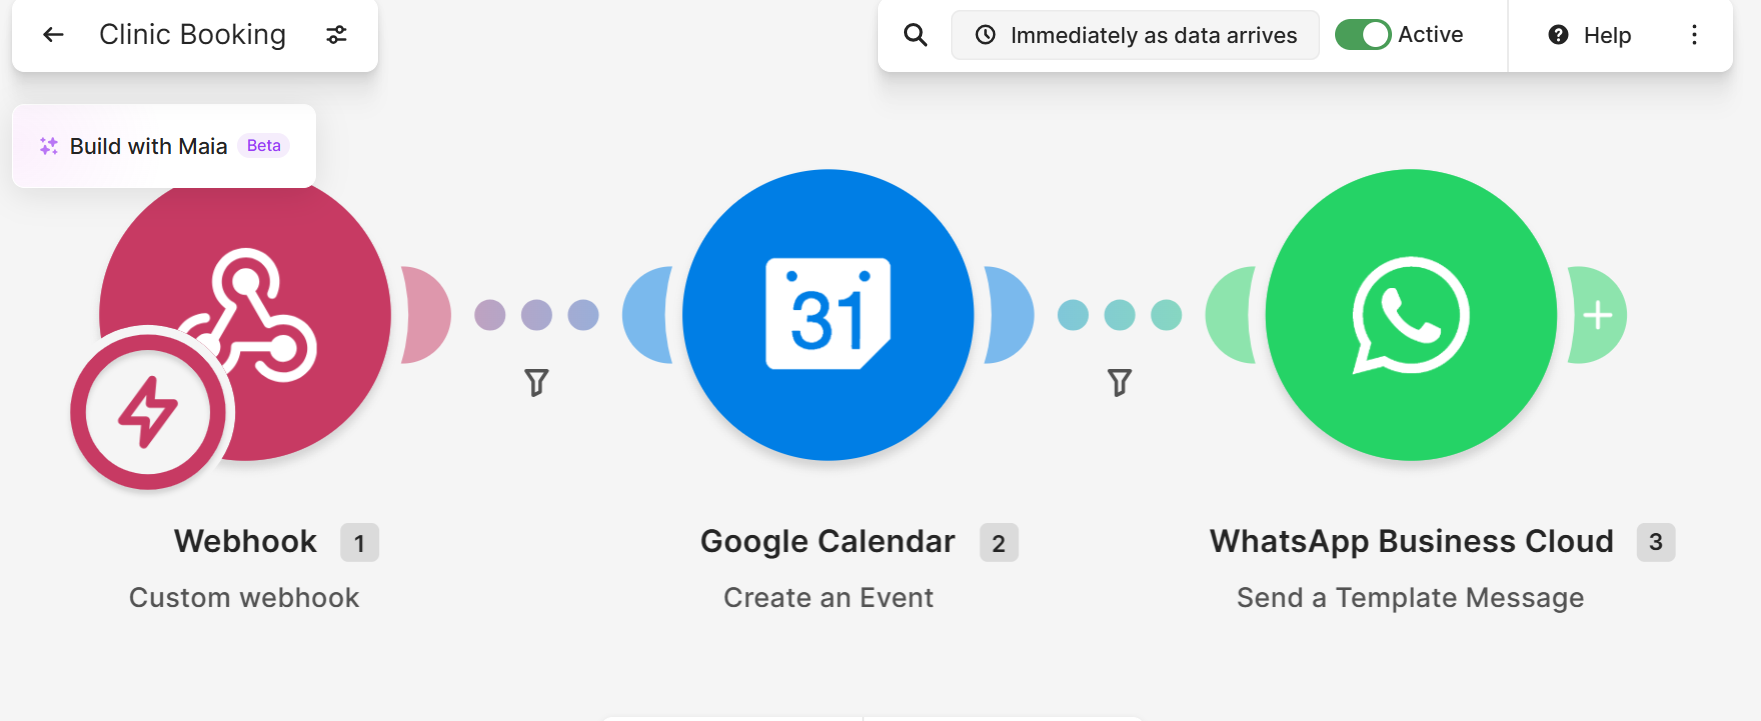 Clinic Booking
Immediately as data arrives
Active
Help
Build with Maia Beta
31
Webhook 1
Google Calendar 2
WhatsApp Business Cloud 3
Custom webhook
Create an Event
Send a Template Message